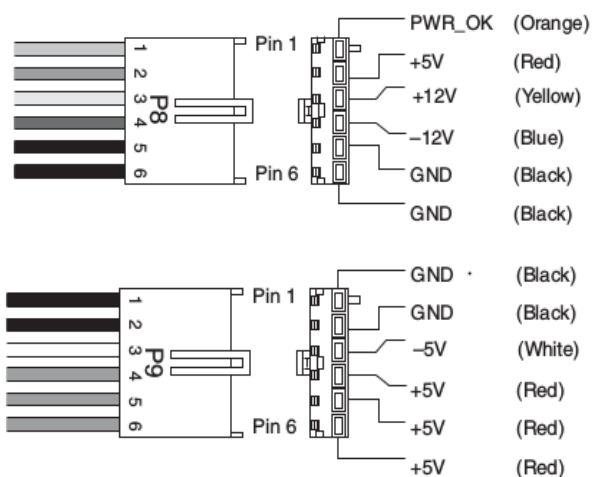 PWR_OK (Orange)
1 Pin 1
+5V (Red)
2
3 +12V (Yellow)
P8
4
–12V (Blue)
5
6 Pin 6 GND (Black)
GND (Black)
GND · (Black)
1 Pin 1
GND (Black)
2
3 –5V (White)
P9
4
+5V (Red)
5
6 Pin 6 +5V (Red)
+5V (Red)